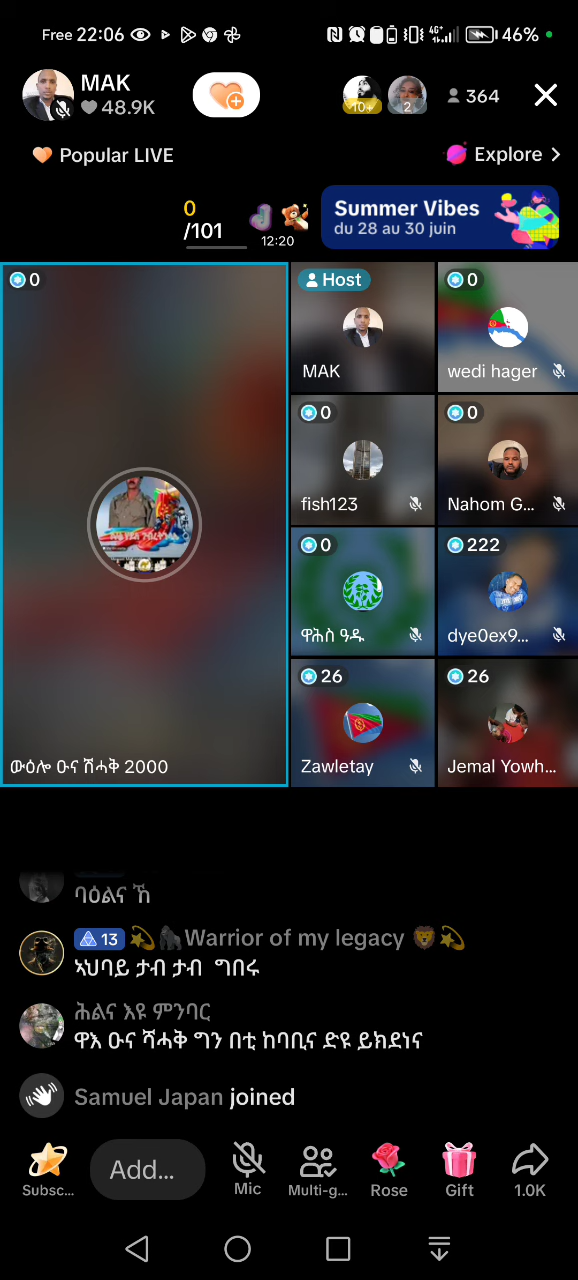 Free 22:06
4G+
46%
MAK
48.9K
10+
2
364
Popular LIVE
Explore
0
/101
12:20
Summer Vibes
du 28 au 30 juin
0
Host
MAK
0
wedi hager
0
fish123
0
Nahom G...
0
ዋሕስ ዓዱ
222
dye0ex9...
ውዕሎ ዑና ሽሓቅ 2000
26
Zawletay
26
Jemal Yowh...
ባዕልና ኸ
13
Warrior of my legacy
ኣህባይ ታብ ታብ ግበሩ
ሕልና እዩ ምንባር
ዋእ ዑና ሻሓቅ ግን በቲ ከባቢና ድዩ ይክደነና
Samuel Japan joined
Subsc...
Add...
Mic
Multi-g...
Rose
Gift
1.0K